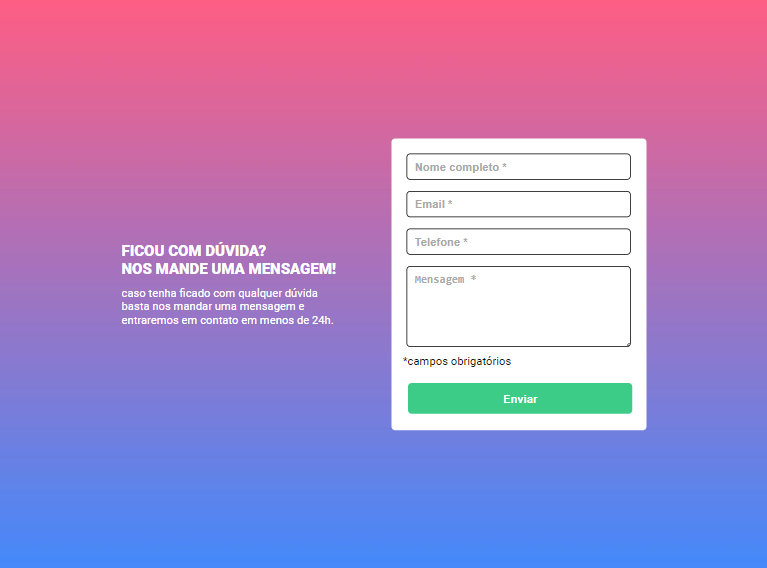 FICOU COM DÚVIDA?
NOS MANDE UMA MENSAGEM!
caso tenha ficado com qualquer dúvida
basta nos mandar uma mensagem e
entraremos em contato em menos de 24h.
Nome completo *
Email *
Telefone *
Mensagem *
*campos obrigatórios
Enviar